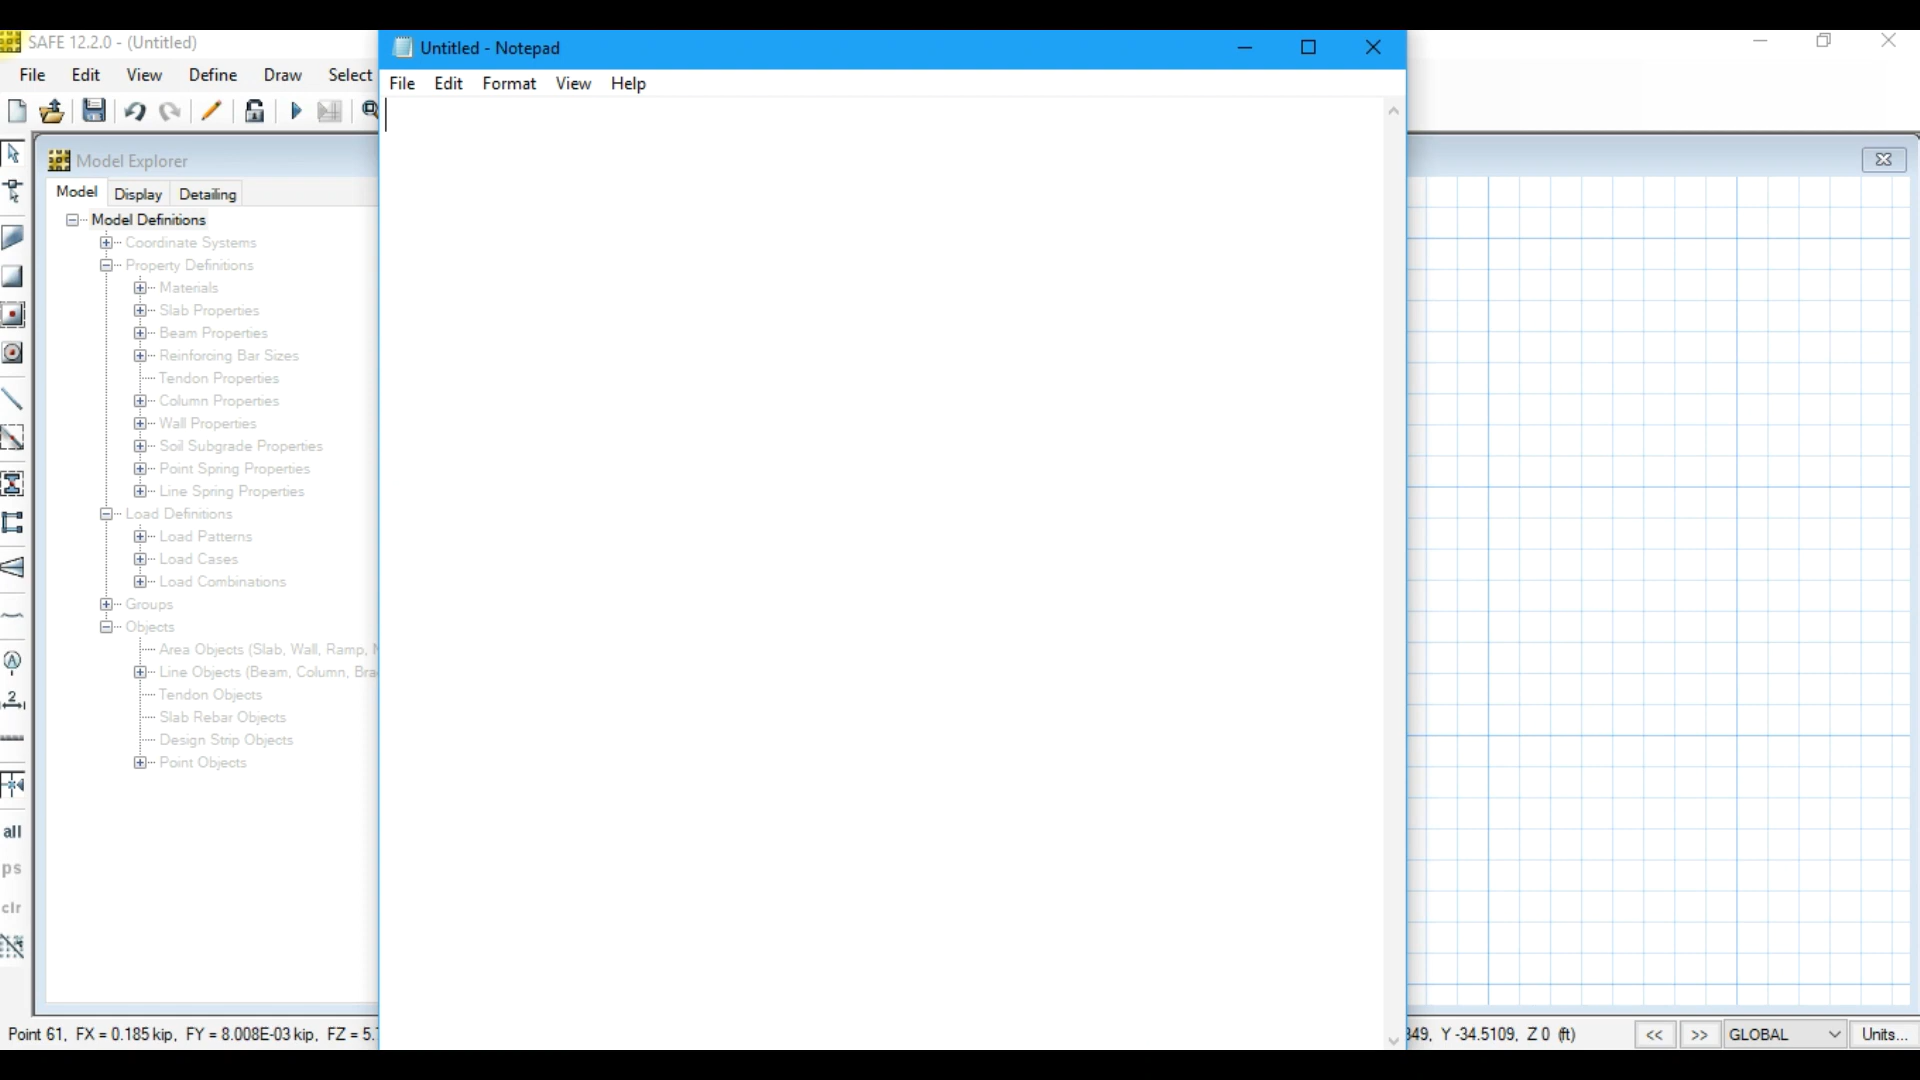 SAFE 12.2.0 - (Untitled)
File Edit View Define Draw Select
Untitled - Notepad
File Edit Format View Help
Model Explorer
Model Display Detailing
Model Definitions
Coordinate Systems
Property Definitions
Materials
Slab Properties
Beam Properties
Reinforcing Bar Sizes
Tendon Properties
Column Properties
Wall Properties
Soil Subgrade Properties
Point Spring Properties
Line Spring Properties
Load Definitions
Load Patterns
Load Cases
Load Combinations
Groups
Objects
Area Objects (Slab, Wall, Ramp,
Line Objects (Beam, Column, Bra
Tendon Objects
Slab Rebar Objects
Design Strip Objects
Point Objects
all
ps
clr
Point 61, FX = 0.185 kip, FY = 8.008E-03 kip, FZ = 5.
349, Y -34.5109, Z 0 (ft) << >> GLOBAL Units...